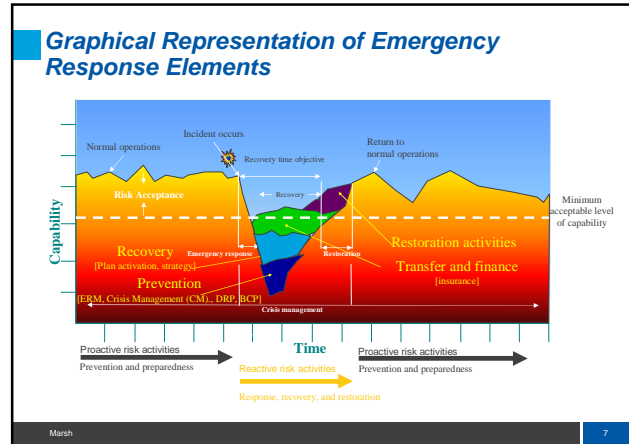 Graphical Representation of Emergency
Response Elements
Incident occurs
Normal operations
Return to
normal operations
Recovery time objective
Risk Acceptance
Recovery
Minimum
acceptable level
of capability
Capability
Restoration activities
Recovery
Emergency response
Restoration
[Plan activation, strategy]
Transfer and finance
[insurance]
Prevention
[ERM, Crisis Management (CM)., DRP, BCP]
Crisis management
Time
Proactive risk activities
Prevention and preparedness
Reactive risk activities
Response, recovery, and restoration
Proactive risk activities
Prevention and preparedness
Marsh
7